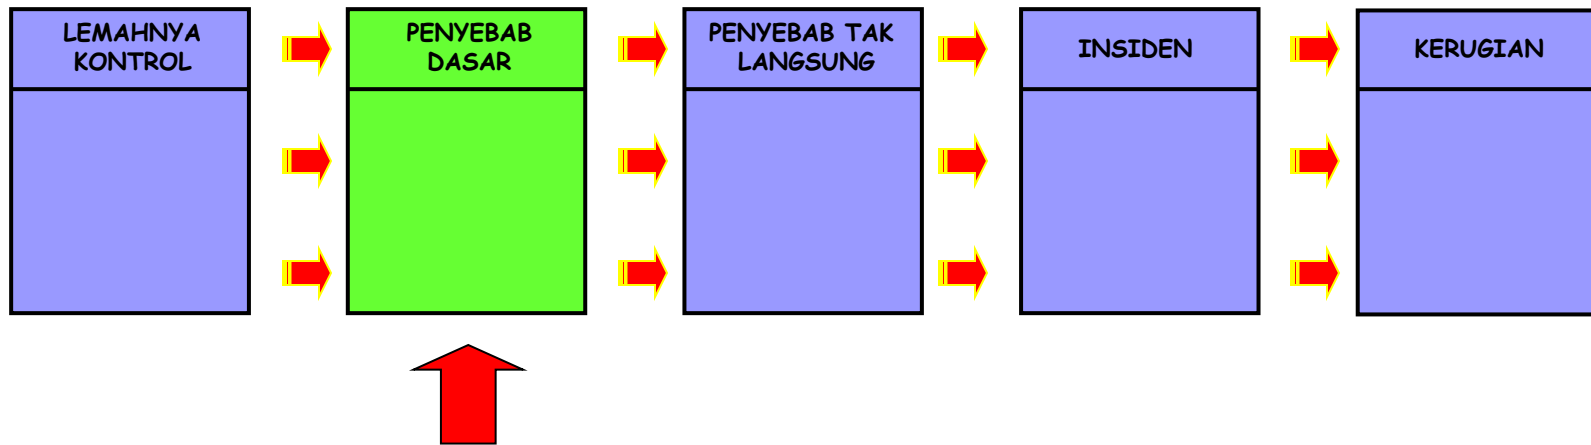 LEMAHNYA
KONTROL
PENYEBAB
DASAR
PENYEBAB TAK
LANGSUNG
INSIDEN
KERUGIAN